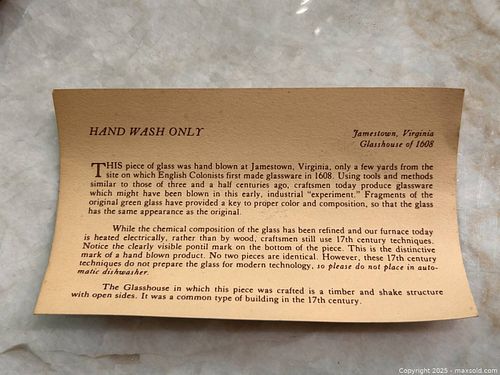 HAND WASH ONLY
Jamestown, Virginia
Glasshouse of 1608
THIS piece of glass was hand blown at Jamestown, Virginia, only a few yards from the
site on which English Colonists first made glassware in 1608. Using tools and methods
similar to those of three and a half centuries ago, craftsmen today produce glassware
which might have been blown in this early, industrial "experiment." Fragments of the
original green glass have provided a key to proper color and composition, so that the glass
has the same appearance as the original.
While the chemical composition of the glass has been refined and our furnace today
is heated electrically, rather than by wood, craftsmen still use 17th century techniques.
Notice the clearly visible pontil mark on the bottom of the piece. This is the distinctive
mark of a hand blown product. No two pieces are identical. However, these 17th century
techniques do not prepare the glass for modern technology, so please do not place in auto-
matic dishwasher.
The Glasshouse in which this piece was crafted is a timber and shake structure
with open sides. It was a common type of building in the 17th century.
Copyright 2025 - maxsold.com